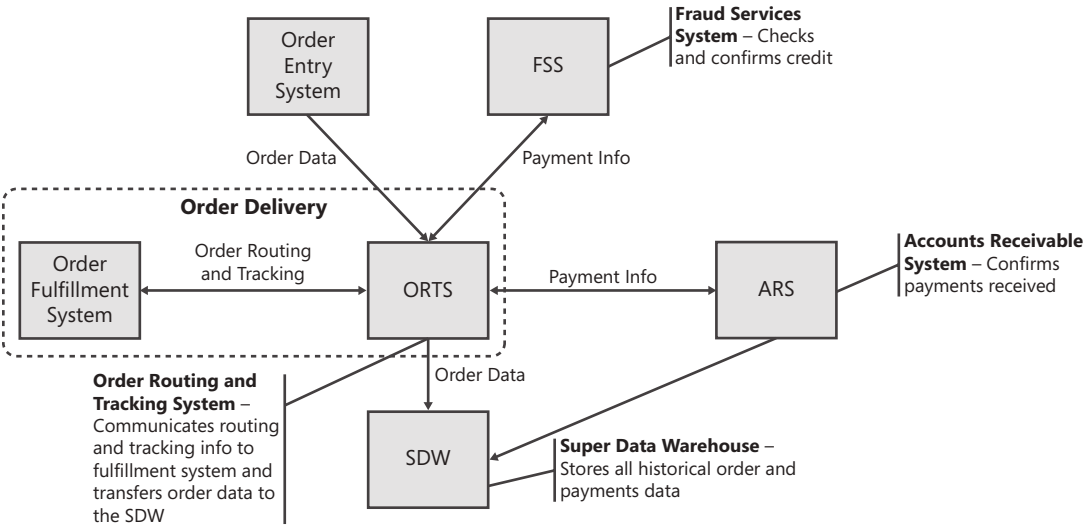 Order
Entry
System
FSS
Fraud Services
System – Checks
and confirms credit
Order Data
Payment Info
Order Delivery
Order
Fulfillment
System
Order Routing
and Tracking
ORTS
Payment Info
ARS
Accounts Receivable
System – Confirms
payments received
Order Data
Order Routing and
Tracking System –
Communicates routing
and tracking info to
fulfillment system and
transfers order data to
the SDW
SDW
Super Data Warehouse –
Stores all historical order and
payments data